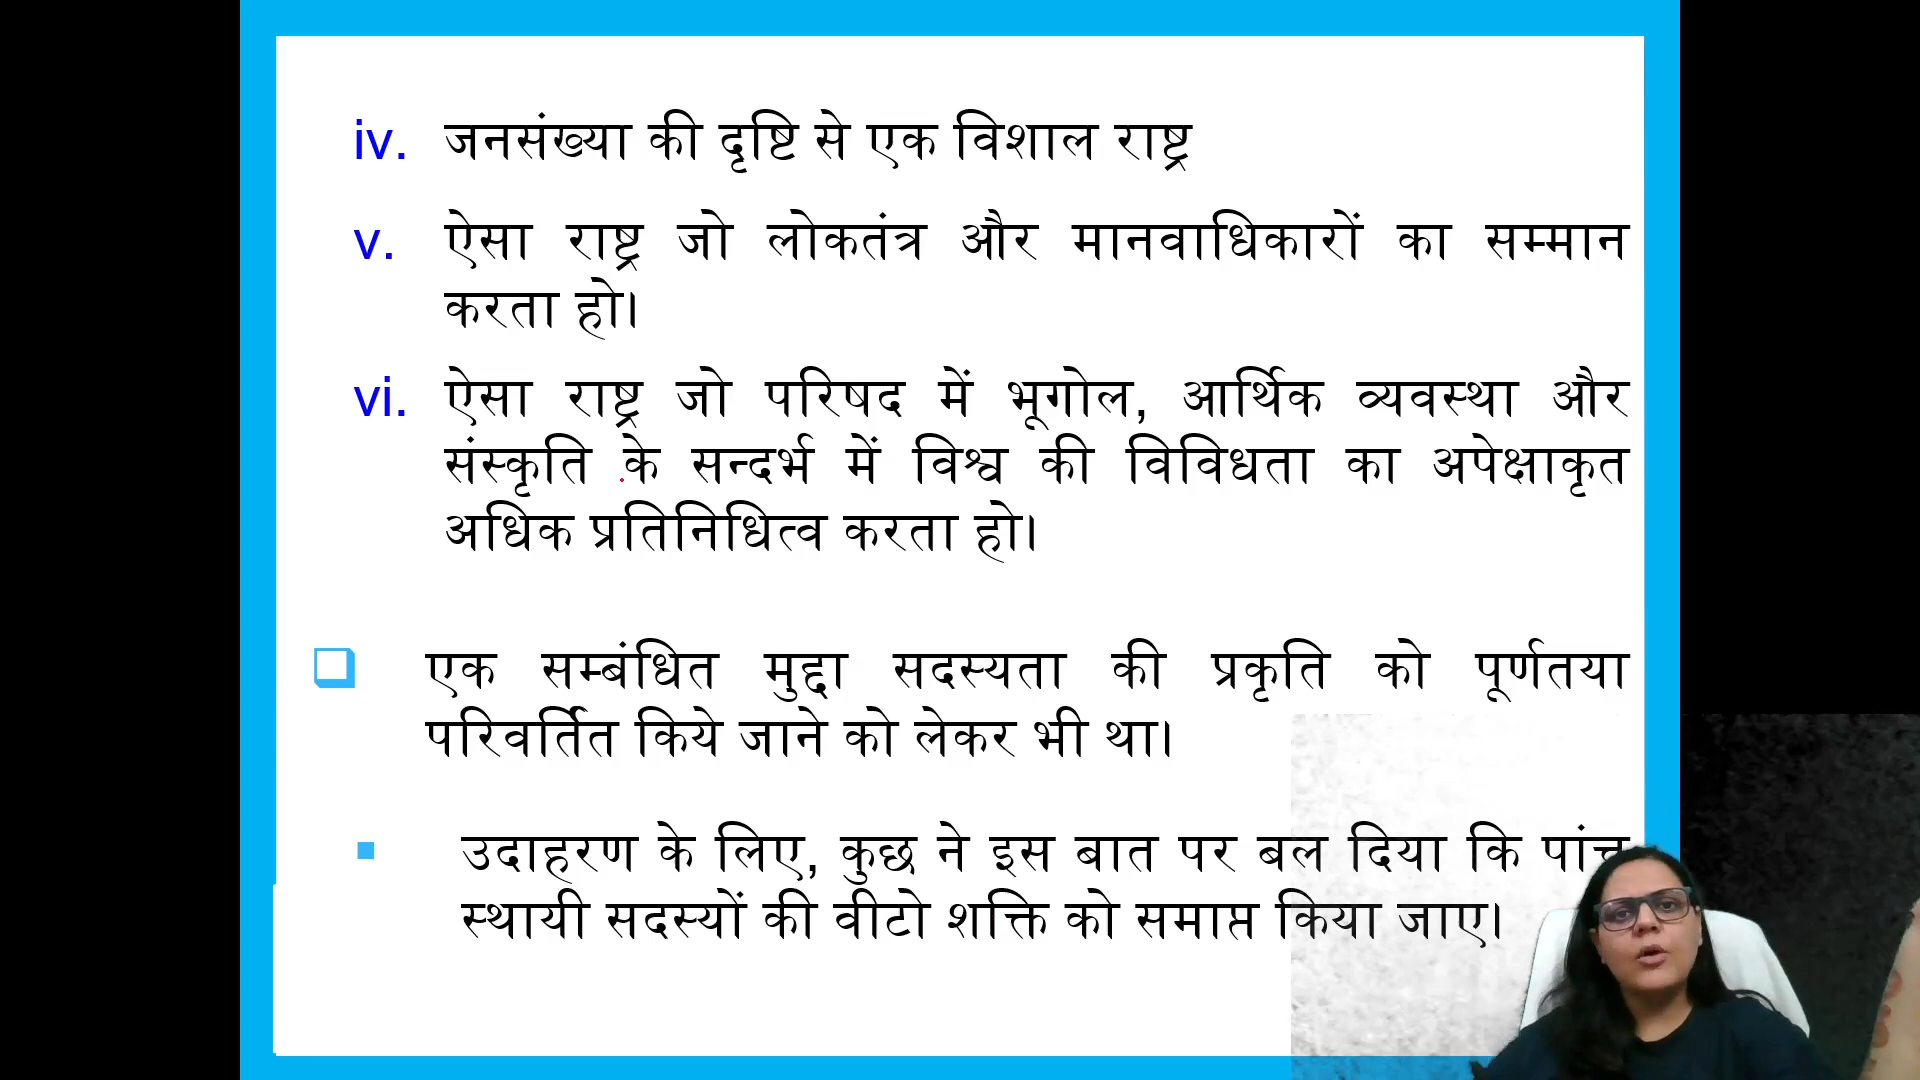 iv. जनसंख्या की दृष्टि से एक विशाल राष्ट्र
v. ऐसा राष्ट्र जो लोकतंत्र और मानवाधिकारों का सम्मान
करता हो।
vi. ऐसा राष्ट्र जो परिषद में भूगोल, आर्थिक व्यवस्था और
संस्कृति के सन्दर्भ में विश्व की विविधता का अपेक्षाकृत
अधिक प्रतिनिधित्व करता हो।
एक सम्बंधित मुद्दा सदस्यता की प्रकृति को पूर्णतया
परिवर्तित किये जाने को लेकर भी था।
उदाहरण के लिए, कुछ ने इस बात पर बल दिया कि पांच
स्थायी सदस्यों की वीटो शक्ति को समाप्त किया जाए।